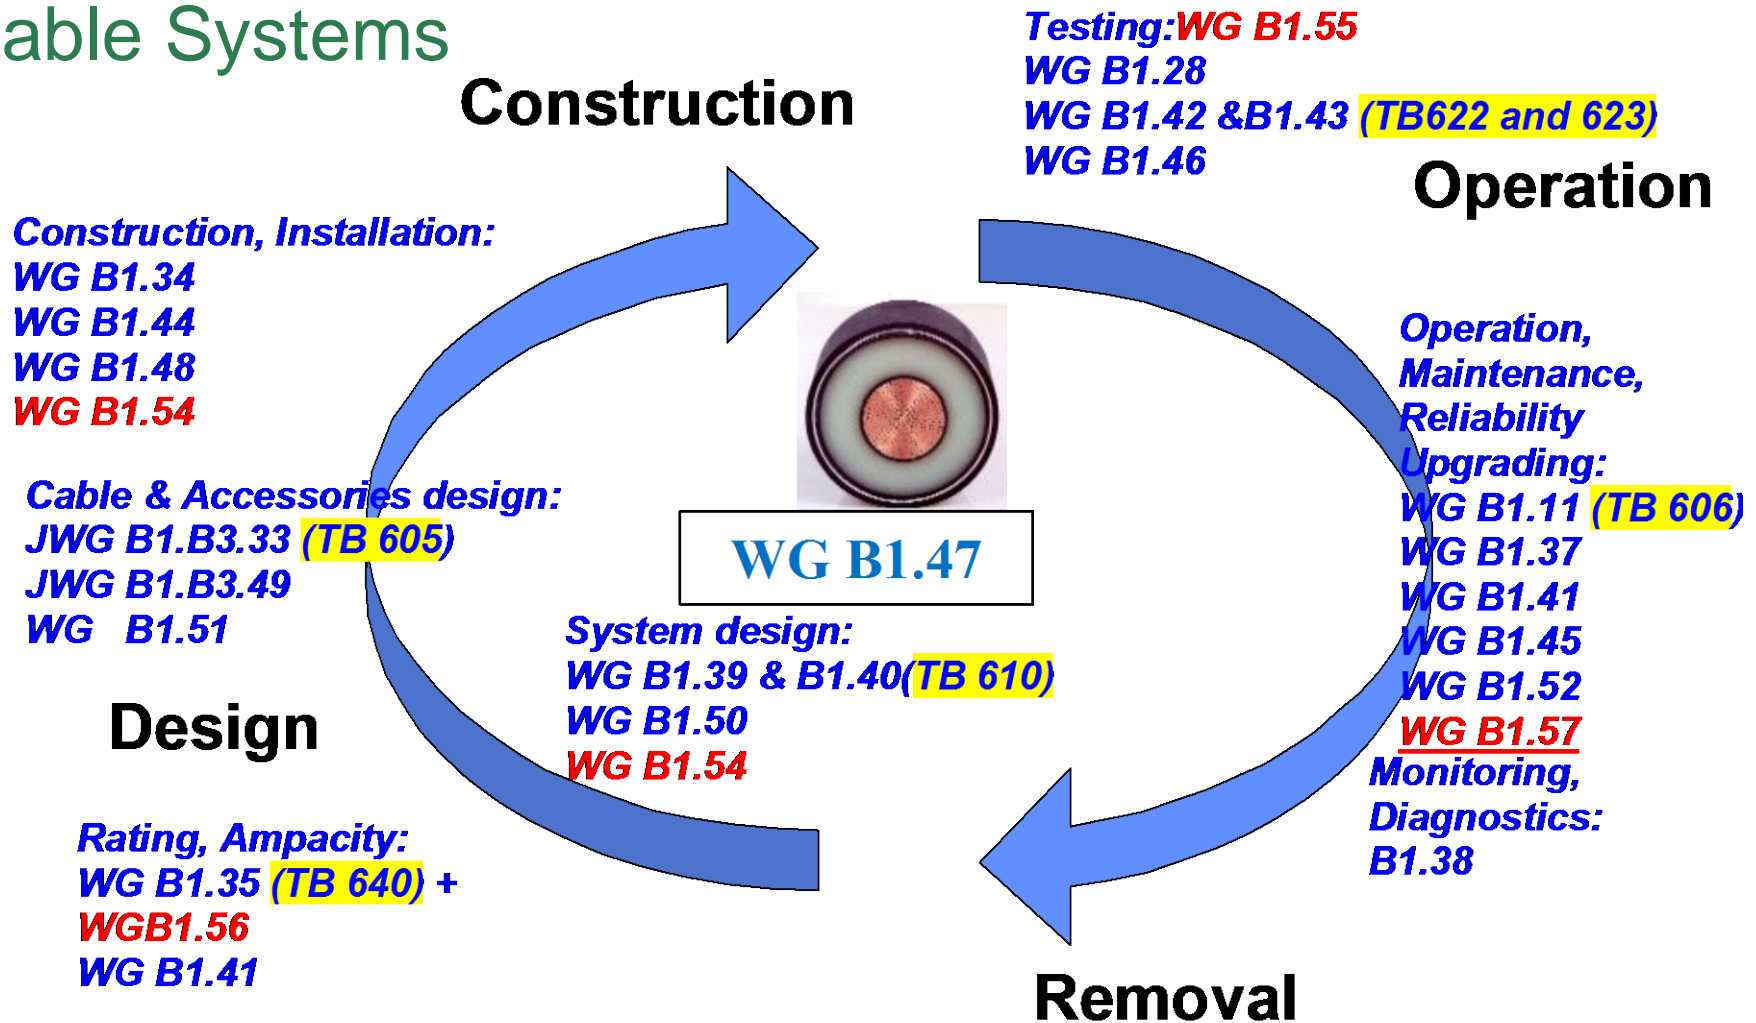 able Systems
Construction
Testing:WG B1.55
WG B1.28
WG B1.42 &B1.43 (TB622 and 623)
WG B1.46
Operation
Construction, Installation:
WG B1.34
WG B1.44
WG B1.48
WG B1.54
Operation,
Maintenance,
Reliability
Upgrading:
WG B1.11 (TB 606)
WG B1.37
WG B1.41
WG B1.45
WG B1.52
WG B1.57
Monitoring,
Diagnostics:
B1.38
Cable & Accessories design:
JWG B1.B3.33 (TB 605)
JWG B1.B3.49
WG B1.51
WG B1.47
System design:
WG B1.39 & B1.40(TB 610)
WG B1.50
WG B1.54
Design
Rating, Ampacity:
WG B1.35 (TB 640) +
WGB1.56
WG B1.41
Removal